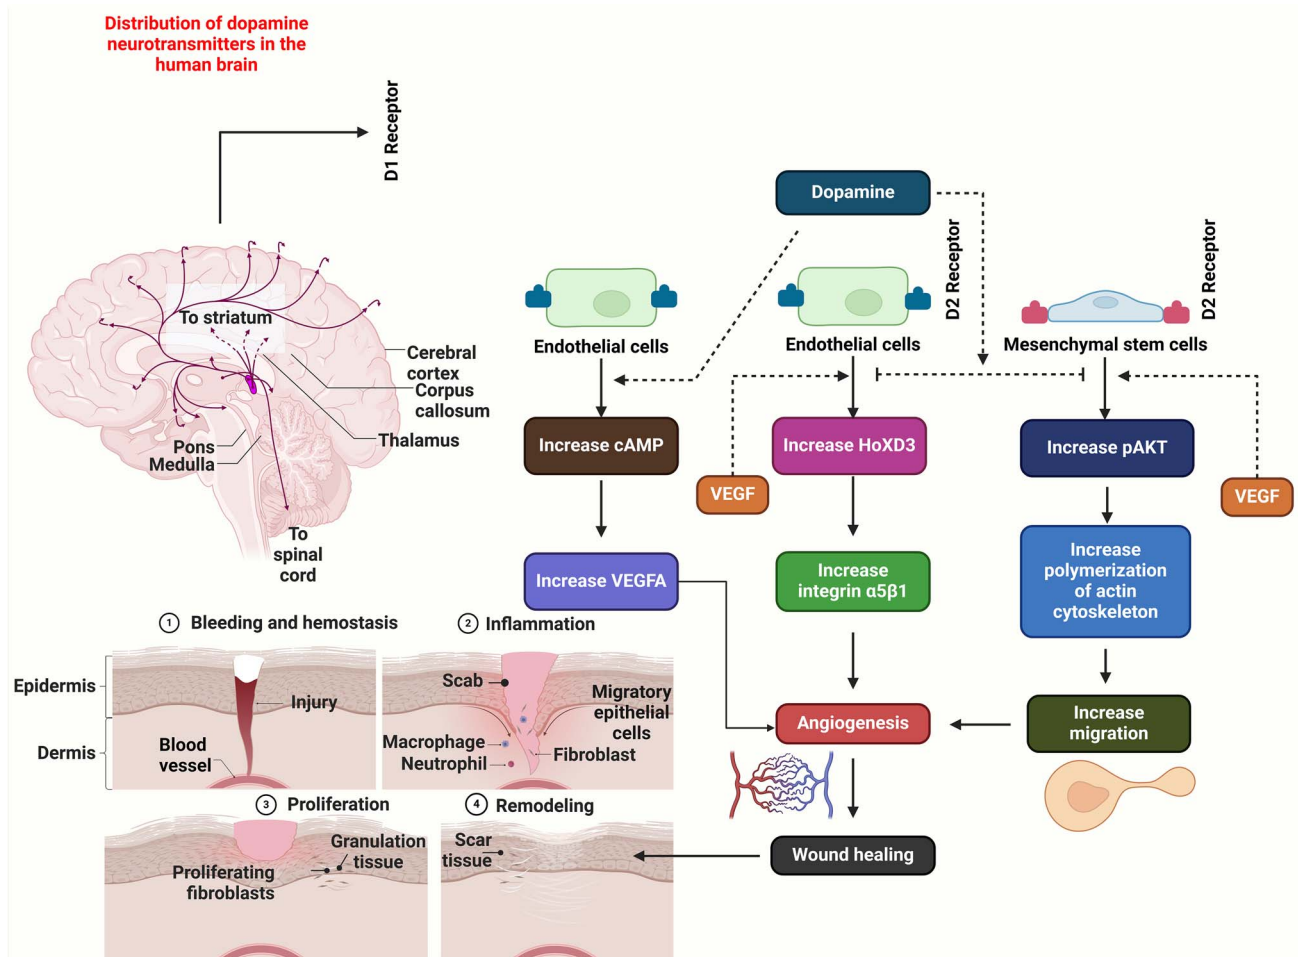 Distribution of dopamine
neurotransmitters in the
human brain
D1 Receptor
To striatum
Cerebral
cortex
Corpus
callosum
Thalamus
Pons
Medulla
To
spinal
cord
Dopamine
D2 Receptor
D2 Receptor
Endothelial cells
Endothelial cells
Mesenchymal stem cells
Increase cAMP
Increase HoXD3
Increase pAKT
VEGF
VEGF
Increase VEGFA
Increase
integrin α5β1
Increase
polymerization
of actin
cytoskeleton
Angiogenesis
Increase
migration
Wound healing
1 Bleeding and hemostasis
Epidermis
Dermis
Injury
Blood
vessel
2 Inflammation
Scab
Migratory
epithelial
cells
Macrophage
Neutrophil
Fibroblast
3 Proliferation
Granulation
tissue
Proliferating
fibroblasts
4 Remodeling
Scar
tissue